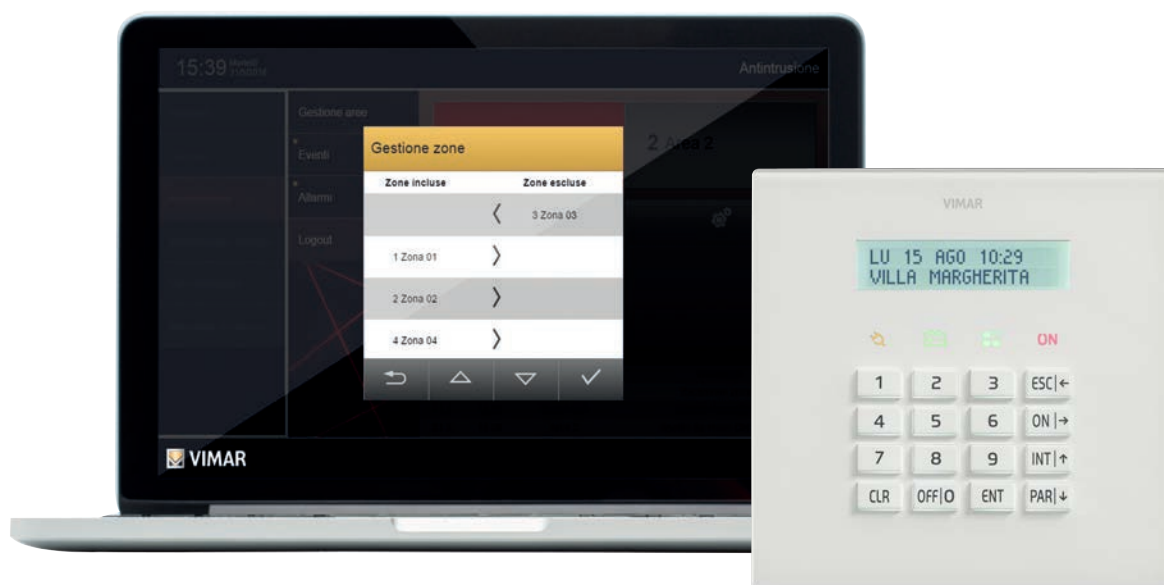 15:39
Antintrusione
Gestione aree
Eventi
Allarmi
Logout
2 Area 2
Gestione zone
Zone incluse Zone escluse
3 Zona 03
1 Zona 01
2 Zona 02
4 Zona 04
VIMAR
VIMAR
LU 15 AGO 10:29
VILLA MARGHERITA
ON
1 2 3 ESC|←
4 5 6 ON|→
7 8 9 INT|↑
CLR OFF|0 ENT PAR|↓